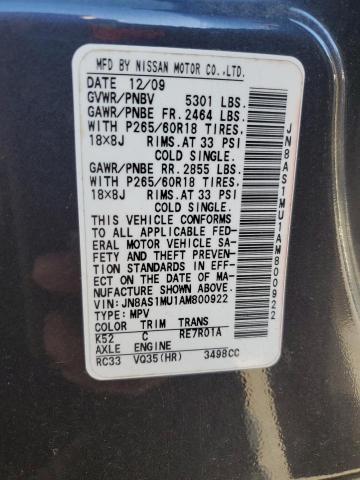 MFD BY NISSAN MOTOR CO.,LTD.
DATE 12/09
GVWR/PNBV 5301 LBS.
GAWR/PNBE FR. 2464 LBS.
WITH P265/60R18 TIRES,
18×8J RIMS.AT 33 PSI
COLD SINGLE.
GAWR/PNBE RR. 2855 LBS.
WITH P265/60R18 TIRES,
18×8J RIMS.AT 33 PSI
COLD SINGLE.
THIS VEHICLE CONFORMS
TO ALL APPLICABLE FED-
ERAL MOTOR VEHICLE SAF-
ETY AND THEFT PREVENT-
ION STANDARDS IN EFF-
ECT ON THE DATE OF MA-
NUFACTURE SHOWN ABOVE.
VIN: JN8AS1MU1AM800922
TYPE: MPV
COLOR TRIM TRANS
K52 C RE7R01A
AXLE ENGINE
RC33 VQ35(HR) 3498CC
JN8AS1MU1AM800922